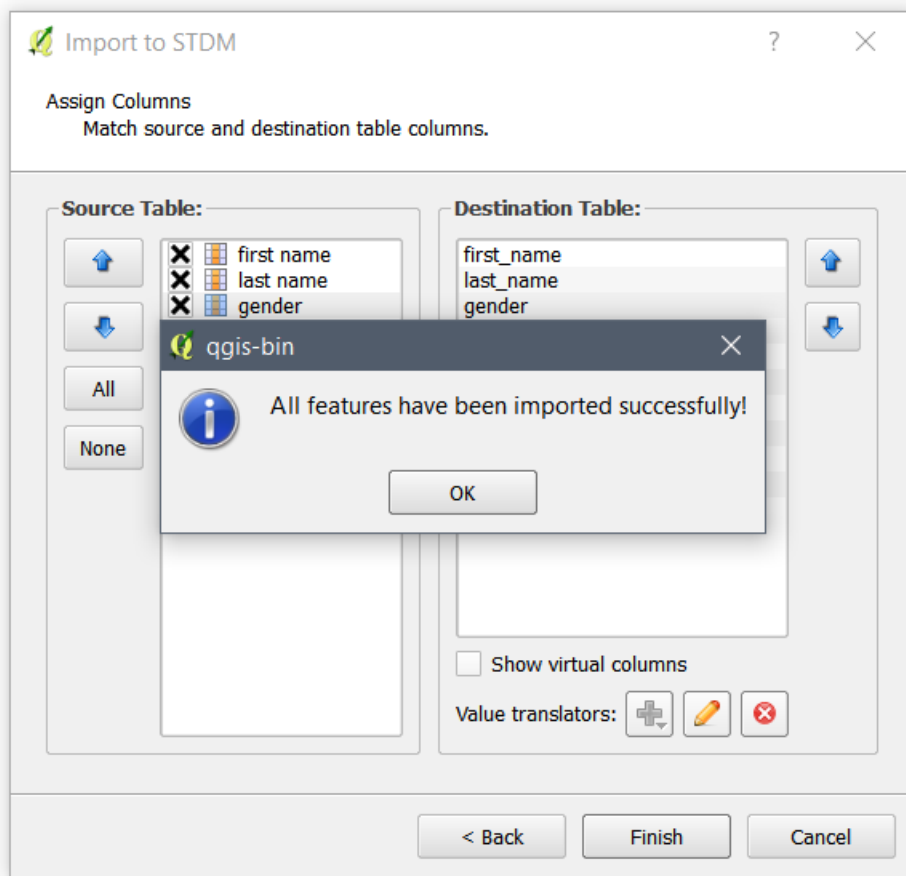 Import to STDM
Assign Columns
Match source and destination table columns.
Source Table:
first name
last name
gender
All
None
Destination Table:
first_name
last_name
gender
qgis-bin
All features have been imported successfully!
OK
Show virtual columns
Value translators:
< Back
Finish
Cancel